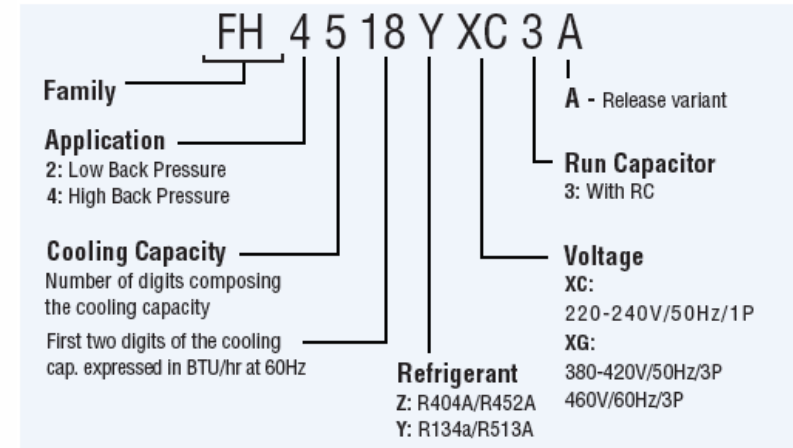 FH 4 5 18 Y XC 3 A
Family
Application
2: Low Back Pressure
4: High Back Pressure
Cooling Capacity
Number of digits composing
the cooling capacity
First two digits of the cooling
cap. expressed in BTU/hr at 60Hz
Refrigerant
Z: R404A/R452A
Y: R134a/R513A
A - Release variant
Run Capacitor
3: With RC
Voltage
XC:
220-240V/50Hz/1P
XG:
380-420V/50Hz/3P
460V/60Hz/3P